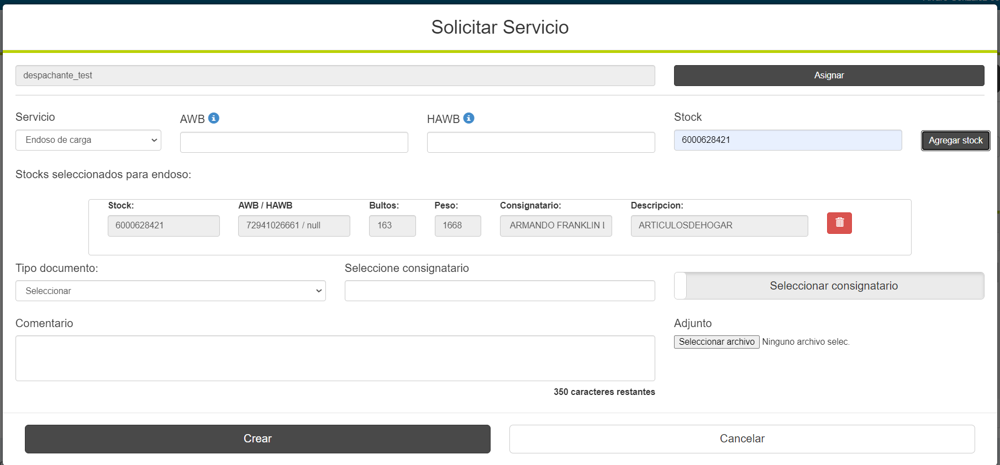 Solicitar Servicio
despachante_test
Asignar
Servicio
AWB
HAWB
Stock
Endoso de carga
6000628421
Agregar stock
Stocks seleccionados para endoso:
Stock:
AWB / HAWB
Bultos:
Peso:
Consignatario:
Descripcion:
6000628421
72941026661 / null
163
1668
ARMANDO FRANKLIN
ARTICULOSDEHOGAR
Tipo documento:
Seleccione consignatario
Seleccionar
Seleccionar consignatario
Comentario
Adjunto
Seleccionar archivo
Ninguno archivo selec.
350 caracteres restantes
Crear
Cancelar